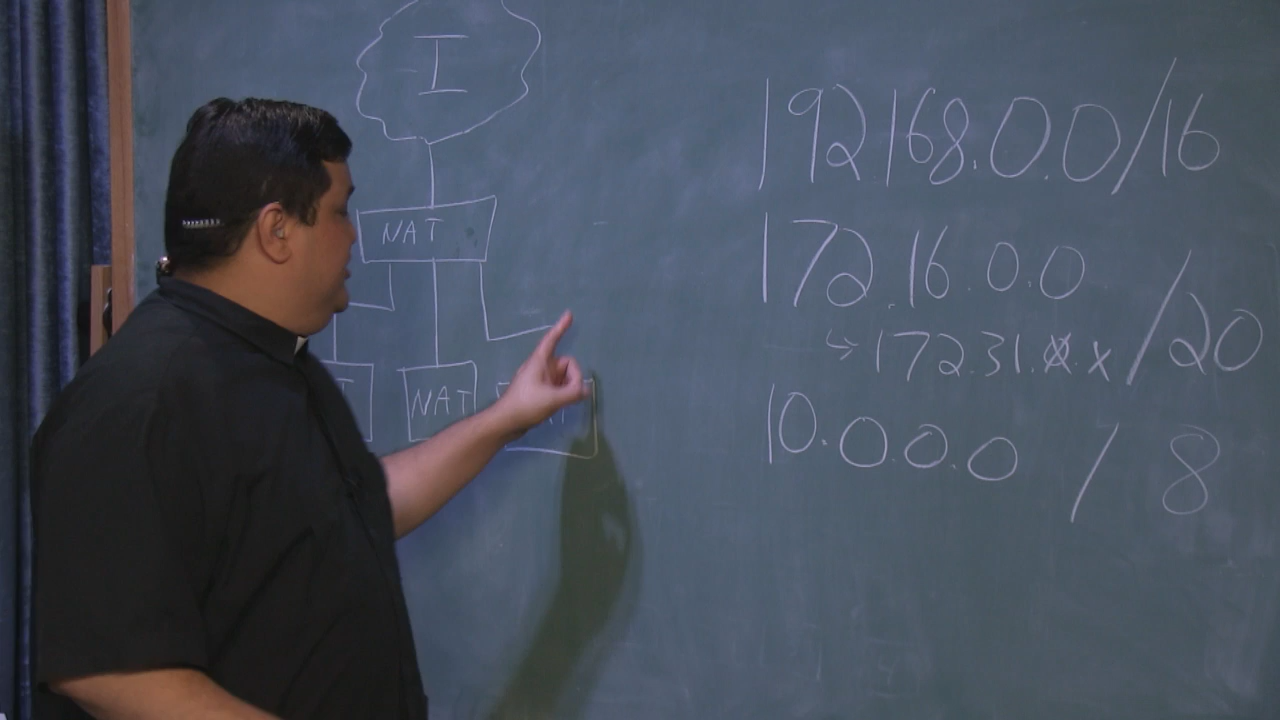 I
NAT
T
NAT
192.168.0.0/16
172.16.0.0
↳ 172.31.x.x /20
10.0.0.0 / 8